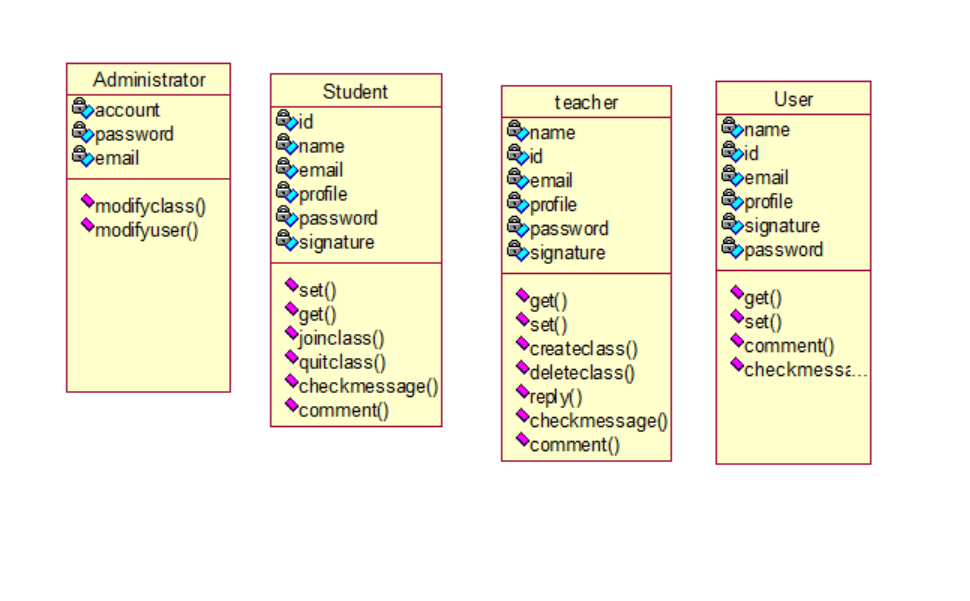 Administrator
account
password
email
modifyclass()
modifyuser()
Student
id
name
email
profile
password
signature
set()
get()
joinclass()
quitclass()
checkmessage()
comment()
teacher
name
id
email
profile
password
signature
get()
set()
createclass()
deleteclass()
reply()
checkmessage()
comment()
User
name
id
email
profile
signature
password
get()
set()
comment()
checkmessa...